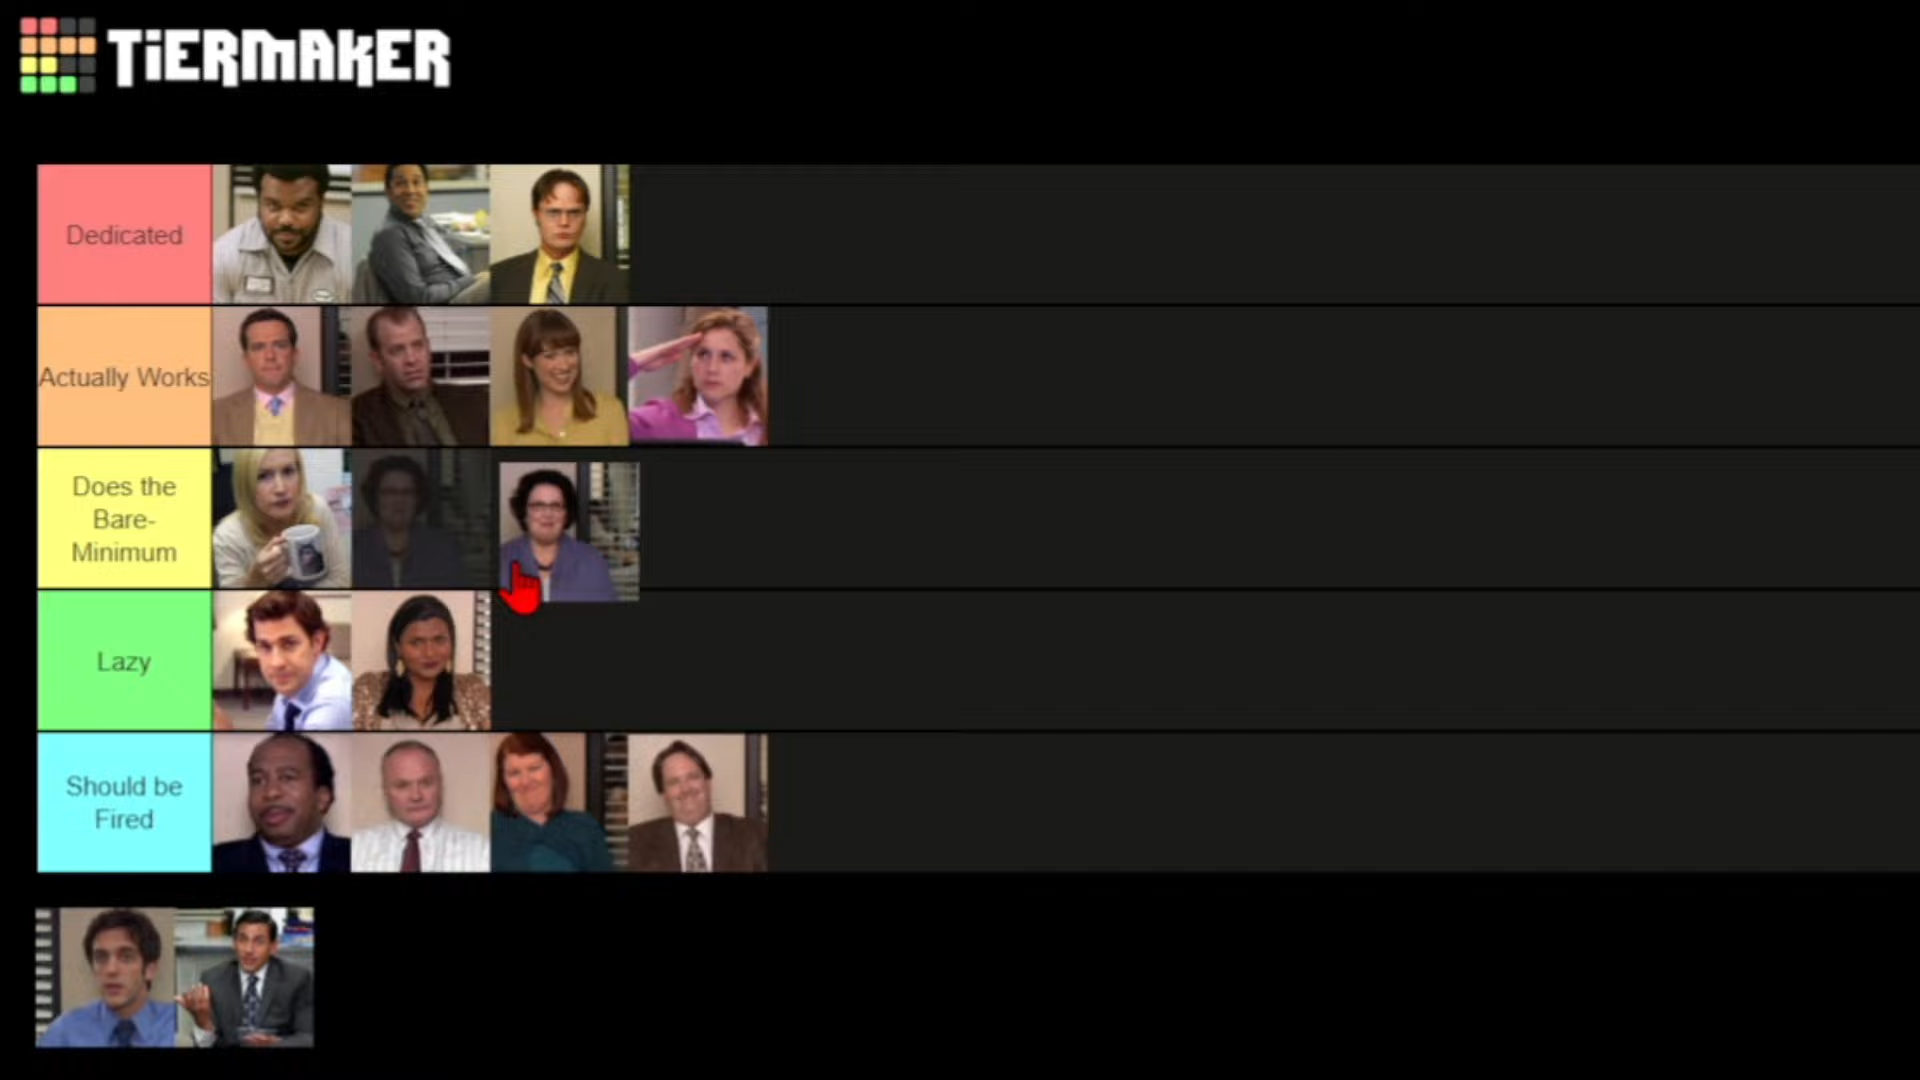 TiERMAKER
Dedicated
Actually Works
Does the
Bare-
Minimum
Lazy
Should be
Fired